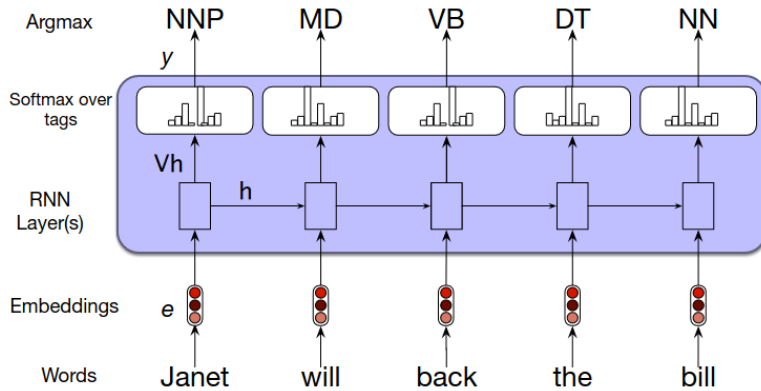 Argmax NNP MD VB DT NN
y
Softmax over
tags
Vh
h
RNN
Layer(s)
Embeddings e
Words Janet will back the bill